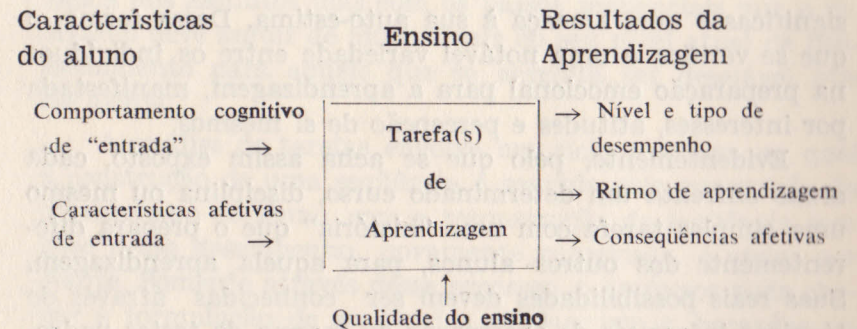 Características
do aluno
Ensino
Resultados da
Aprendizagem
Comportamento cognitivo
de “entrada” →
Características afetivas
de entrada →
Tarefa(s)
de
Aprendizagem
→ Nível e tipo de
desempenho
→ Ritmo de aprendizagem
→ Conseqüências afetivas
↑
Qualidade do ensino